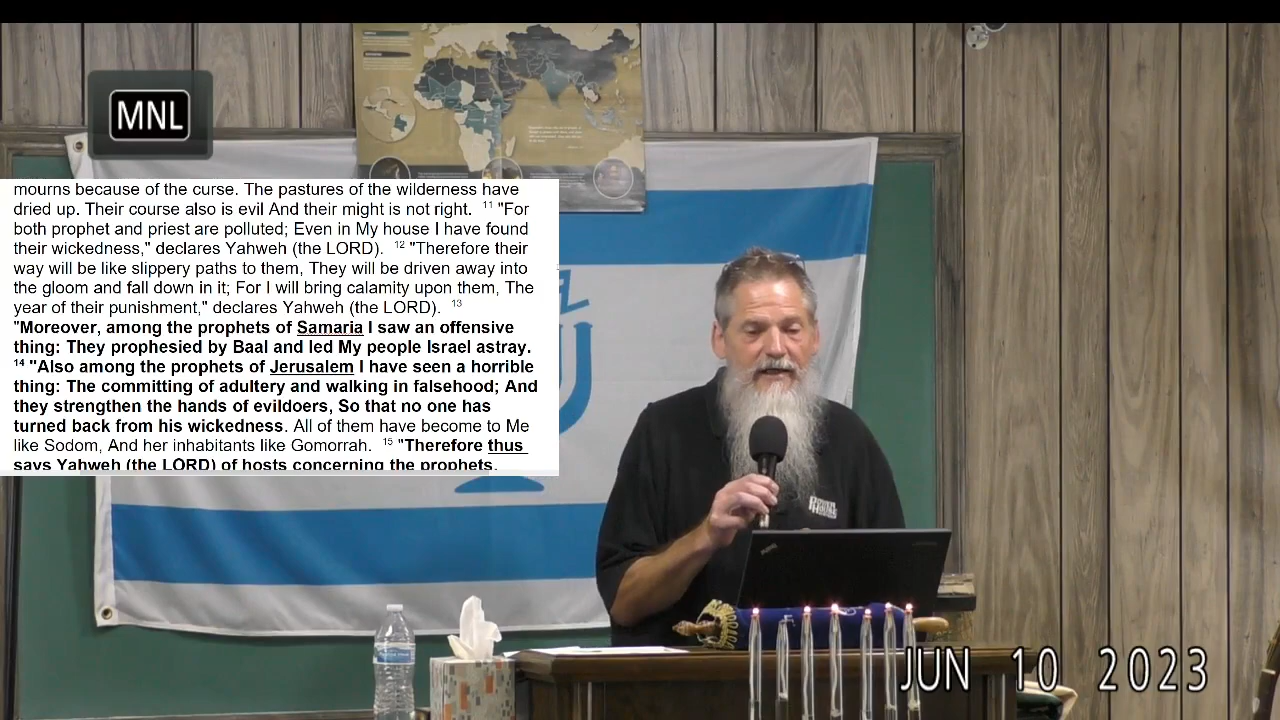 MNL
mourns because of the curse. The pastures of the wilderness have
dried up. Their course also is evil And their might is not right. 11 "For
both prophet and priest are polluted; Even in My house I have found
their wickedness," declares Yahweh (the LORD). 12 "Therefore their
way will be like slippery paths to them, They will be driven away into
the gloom and fall down in it; For I will bring calamity upon them, The
year of their punishment," declares Yahweh (the LORD). 13
"Moreover, among the prophets of Samaria I saw an offensive
thing: They prophesied by Baal and led My people Israel astray.
14 "Also among the prophets of Jerusalem I have seen a horrible
thing: The committing of adultery and walking in falsehood; And
they strengthen the hands of evildoers, So that no one has
turned back from his wickedness. All of them have become to Me
like Sodom, And her inhabitants like Gomorrah. 15 "Therefore thus
says Yahweh (the LORD) of hosts concerning the prophets,
JUN 10 2023